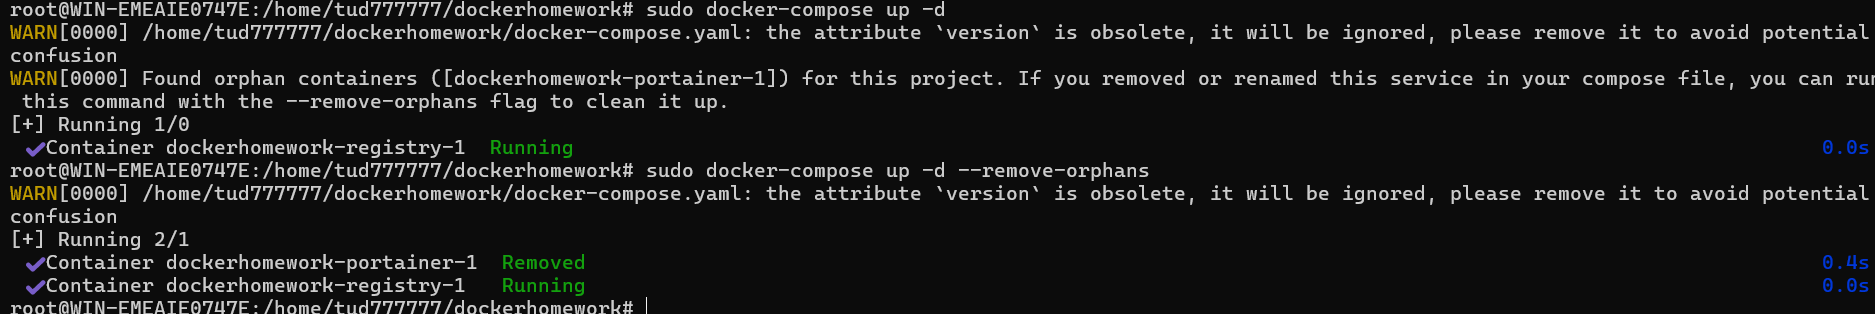 root@WIN-EMEAIE0747E:/home/tud777777/dockerhomework# sudo docker-compose up -d
WARN[0000] /home/tud777777/dockerhomework/docker-compose.yaml: the attribute `version` is obsolete, it will be ignored, please remove it to avoid potential
confusion
WARN[0000] Found orphan containers ([dockerhomework-portainer-1]) for this project. If you removed or renamed this service in your compose file, you can run
this command with the --remove-orphans flag to clean it up.
[+] Running 1/0
✔Container dockerhomework-registry-1 Running 0.0s
root@WIN-EMEAIE0747E:/home/tud777777/dockerhomework# sudo docker-compose up -d --remove-orphans
WARN[0000] /home/tud777777/dockerhomework/docker-compose.yaml: the attribute `version` is obsolete, it will be ignored, please remove it to avoid potential
confusion
[+] Running 2/1
✔Container dockerhomework-portainer-1 Removed 0.4s
✔Container dockerhomework-registry-1 Running 0.0s
root@WIN-EMEAIE0747E:/home/tud777777/dockerhomework#